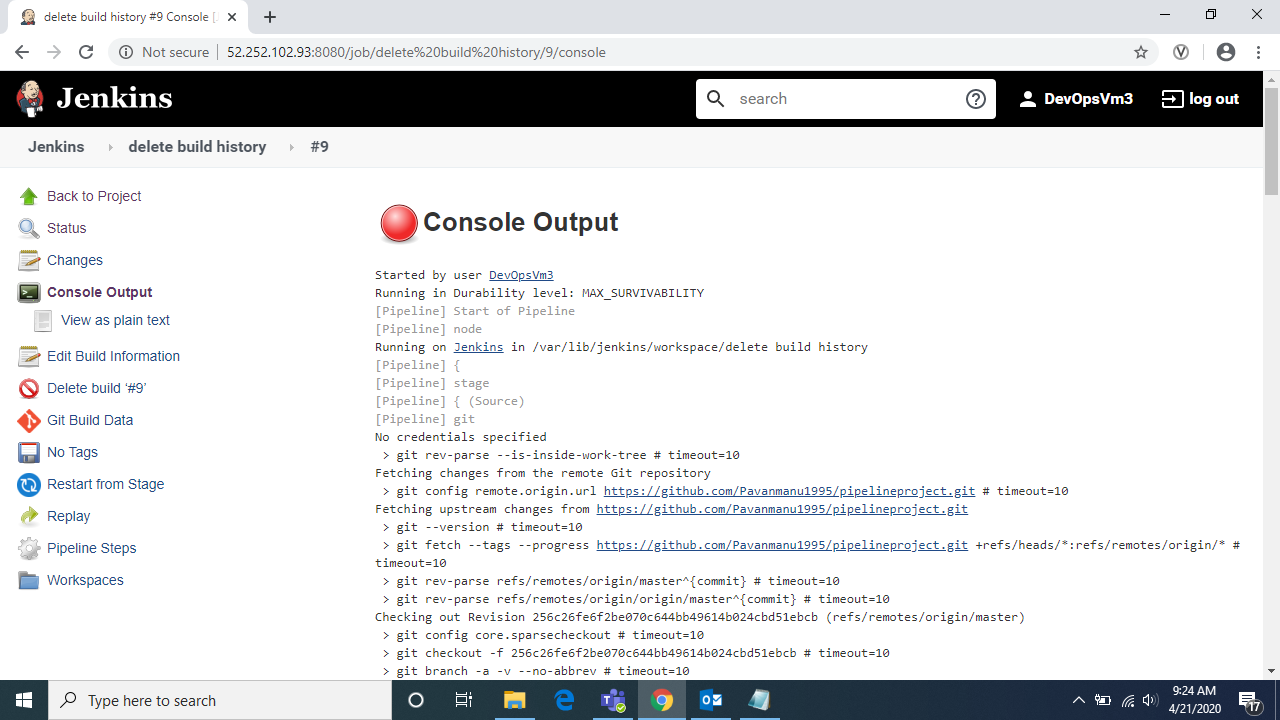 delete build history #9 Console [
Not secure
52.252.102.93:8080/job/delete%20build%20history/9/console
Jenkins
search
DevOpsVm3
log out
Jenkins
delete build history
#9
Back to Project
Status
Changes
Console Output
View as plain text
Edit Build Information
Delete build ‘#9’
Git Build Data
No Tags
Restart from Stage
Replay
Pipeline Steps
Workspaces
Console Output
Started by user DevOpsVm3
Running in Durability level: MAX_SURVIVABILITY
[Pipeline] Start of Pipeline
[Pipeline] node
Running on Jenkins in /var/lib/jenkins/workspace/delete build history
[Pipeline] {
[Pipeline] stage
[Pipeline] { (Source)
[Pipeline] git
No credentials specified
> git rev-parse --is-inside-work-tree # timeout=10
Fetching changes from the remote Git repository
> git config remote.origin.url https://github.com/Pavanmanu1995/pipelineproject.git # timeout=10
Fetching upstream changes from https://github.com/Pavanmanu1995/pipelineproject.git
> git --version # timeout=10
> git fetch --tags --progress https://github.com/Pavanmanu1995/pipelineproject.git +refs/heads/*:refs/remotes/origin/* #
timeout=10
> git rev-parse refs/remotes/origin/master^{commit} # timeout=10
> git rev-parse refs/remotes/origin/origin/master^{commit} # timeout=10
Checking out Revision 256c26fe6f2be070c644bb49614b024cbd51ebcb (refs/remotes/origin/master)
> git config core.sparsecheckout # timeout=10
> git checkout -f 256c26fe6f2be070c644bb49614b024cbd51ebcb # timeout=10
> git branch -a -v --no-abbrev # timeout=10
Type here to search
9:24 AM
4/21/2020
17